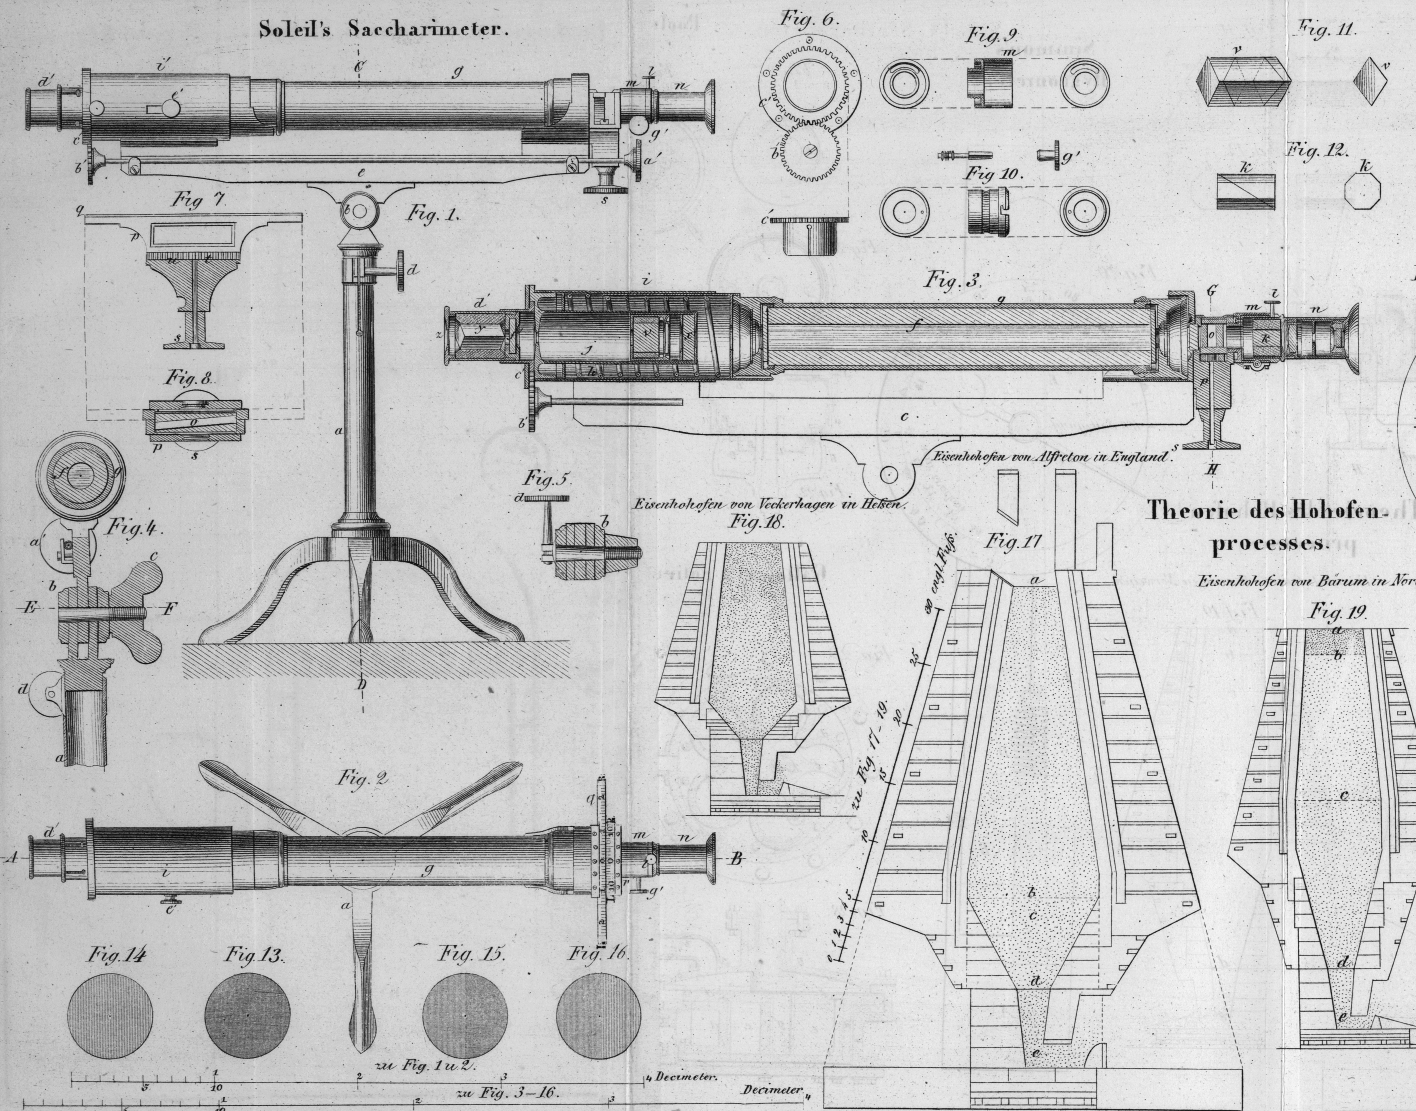 Soleil's Saccharimeter.
Fig. 6.
Fig. 9.
Fig. 11.
d' i' C g m l n
c e' g'
b' e a' s
b c'
m
g'
v v
Fig. 12.
k k
Fig 10.
Fig 7.
q p u t s
b d
Fig. 1.
Fig. 3.
z d' y i j h v x f g G m l n
c b' o k p
c.
s H
Fig. 8.
o p s
a
Fig. 5.
d b
Fig. 4.
f g
a b c
E F
d
a
D
Eisenhohofen von Alfreton in England.
Eisenhohofen von Veckerhagen in Hessen.
Fig. 18.
Fig. 17
Theorie des Hohofen-
processes.
Eisenhohofen von Bärum in Nor
Fig. 19.
a
b
c
d
e
30 engl. Fuß.
25
20
15
10
5 4 3 2 1 0
zu Fig. 17-19.
a
b
c
d
e
Fig. 2
A d' i g q m n B
e' a r l g'
Fig. 14
Fig. 13.
Fig. 15.
Fig. 16.
zu Fig. 1 u 2.
5 1 10 2 3 4 Decimeter.
zu Fig. 3-16.
5 1 10 2 3 Decimeter 4